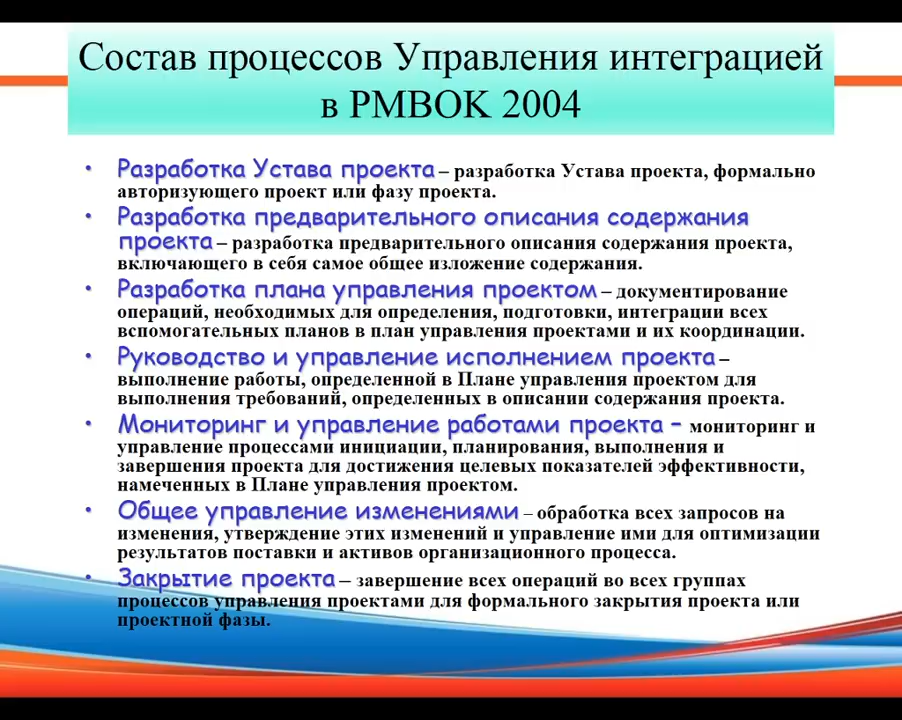 Состав процессов Управления интеграцией
в PMBOK 2004
• Разработка Устава проекта – разработка Устава проекта, формально
авторизующего проект или фазу проекта.
• Разработка предварительного описания содержания
проекта – разработка предварительного описания содержания проекта,
включающего в себя самое общее изложение содержания.
• Разработка плана управления проектом – документирование
операций, необходимых для определения, подготовки, интеграции всех
вспомогательных планов в план управления проектами и их координации.
• Руководство и управление исполнением проекта –
выполнение работы, определенной в Плане управления проектом для
выполнения требований, определенных в описании содержания проекта.
• Мониторинг и управление работами проекта – мониторинг и
управление процессами инициации, планирования, выполнения и
завершения проекта для достижения целевых показателей эффективности,
намеченных в Плане управления проектом.
• Общее управление изменениями – обработка всех запросов на
изменения, утверждение этих изменений и управление ими для оптимизации
результатов поставки и активов организационного процесса.
• Закрытие проекта – завершение всех операций во всех группах
процессов управления проектами для формального закрытия проекта или
проектной фазы.